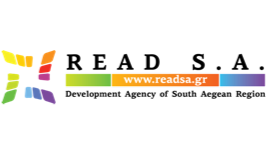 READ S.A.
www.readsa.gr
Development Agency of South Aegean Region